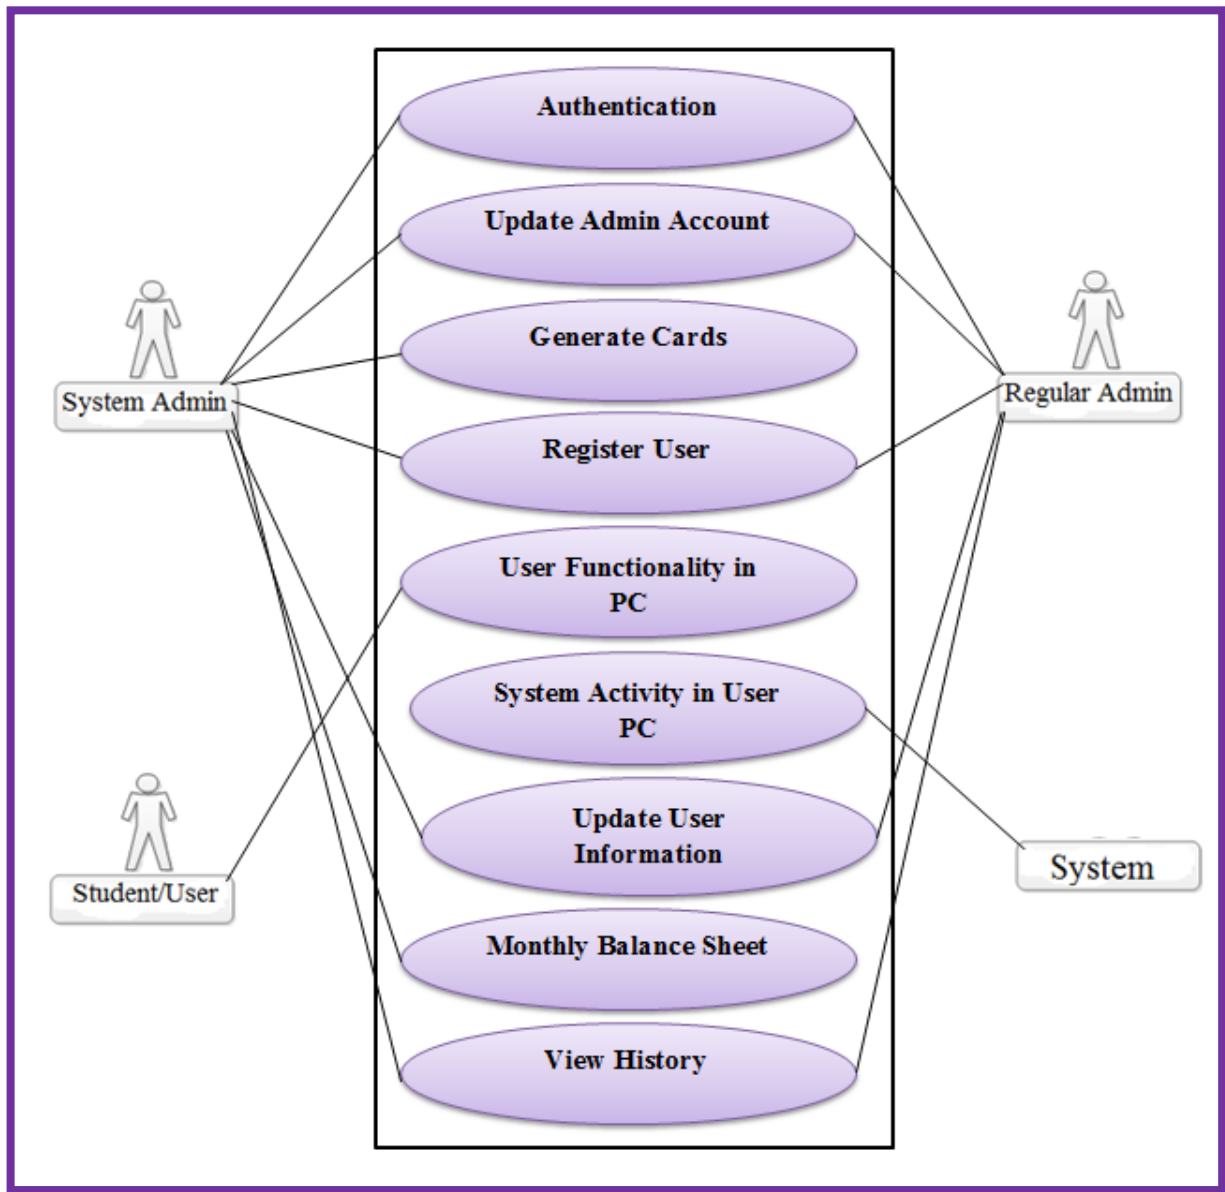 Authentication
Update Admin Account
Generate Cards
System Admin
Regular Admin
Register User
User Functionality in
PC
System Activity in User
PC
Update User
Information
System
Student/User
Monthly Balance Sheet
View History